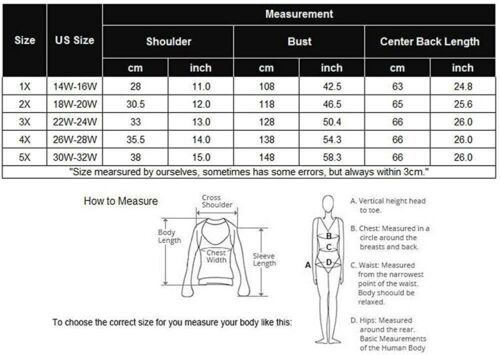 Measurement
Size US Size Shoulder Bust Center Back Length
cm inch cm inch cm inch
1X 14W-16W 28 11.0 108 42.5 63 24.8
2X 18W-20W 30.5 12.0 118 46.5 65 25.6
3X 22W-24W 33 13.0 128 50.4 66 26.0
4X 26W-28W 35.5 14.0 138 54.3 66 26.0
5X 30W-32W 38 15.0 148 58.3 66 26.0
"Size mearsured by ourselves, sometimes has some errors, but always within 3cm."
How to Measure
Cross
Shoulder
Body
Length
Chest
Width
Sleeve
Length
To choose the correct size for you measure your body like this:
A
B
C
D
A. Vertical height head
to toe.
B. Chest: Measured in a
circle around the
breasts and back.
C. Waist: Measured
from the narrowest
point of the waist.
Body should be
relaxed.
D. Hips: Measured
around the rear.
Basic Measurements
of the Human Body